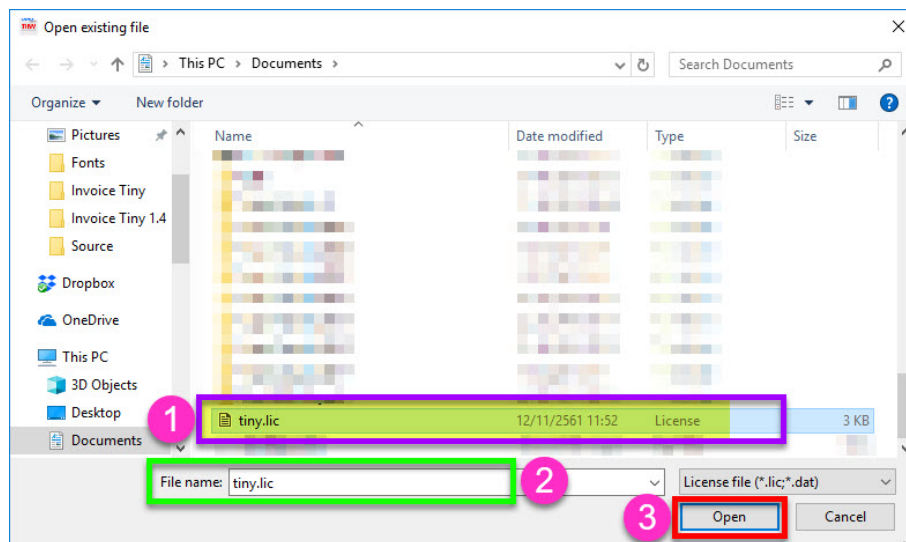 Open existing file
This PC > Documents >
Search Documents
Organize
New folder
Name
Date modified
Type
Size
Pictures
Fonts
Invoice Tiny
Invoice Tiny 1.4
Source
Dropbox
OneDrive
This PC
3D Objects
Desktop
Documents
1
tiny.lic 12/11/2561 11:52 License 3 KB
File name: tiny.lic
2
License file (*.lic;*.dat)
3
Open
Cancel